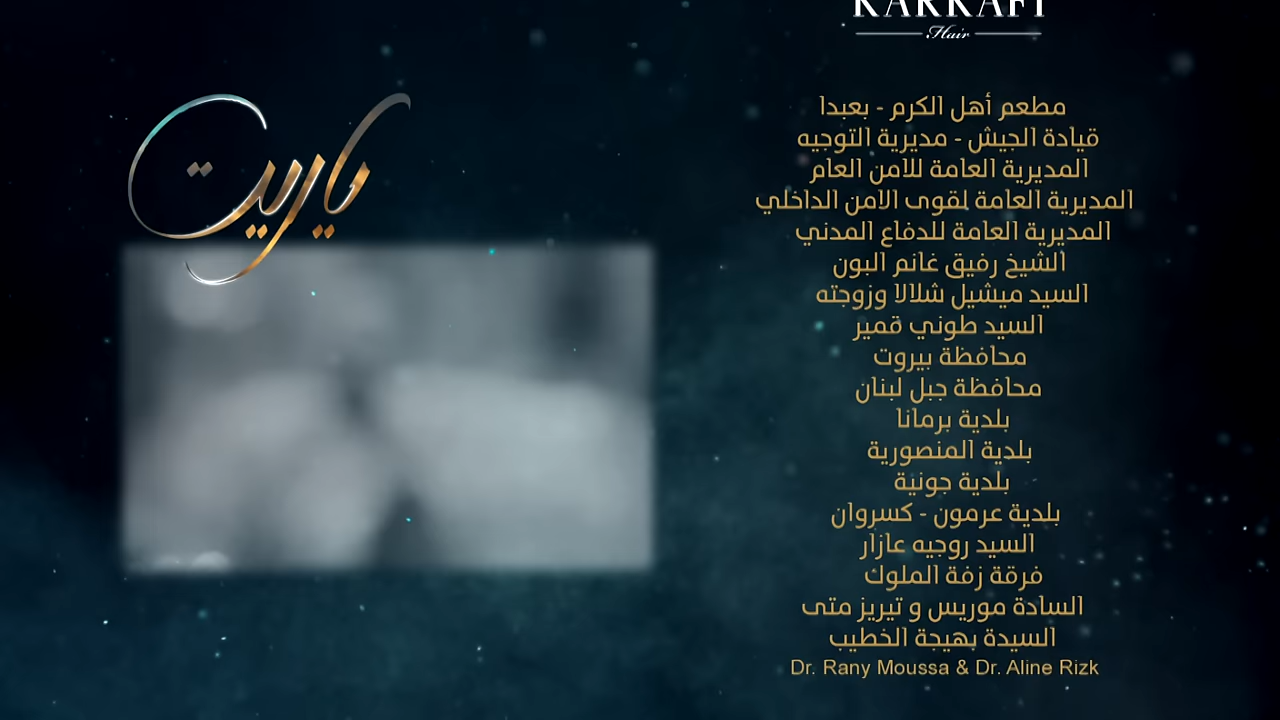 KARKAFI
Hair
ياريت
مطعم أهل الكرم - بعبدا
قيادة الجيش - مديرية التوجيه
المديرية العامة للامن العام
المديرية العامة لقوى الامن الداخلي
المديرية العامة للدفاع المدني
الشيخ رفيق غانم البون
السيد ميشيل شلالا وزوجته
السيد طوني قمير
محافظة بيروت
محافظة جبل لبنان
بلدية برمانا
بلدية المنصورية
بلدية جونية
بلدية عرمون - كسروان
السيد روجيه عازار
فرقة زفة الملوك
السادة موريس و تيريز متى
السيدة بهيجة الخطيب
Dr. Rany Moussa & Dr. Aline Rizk